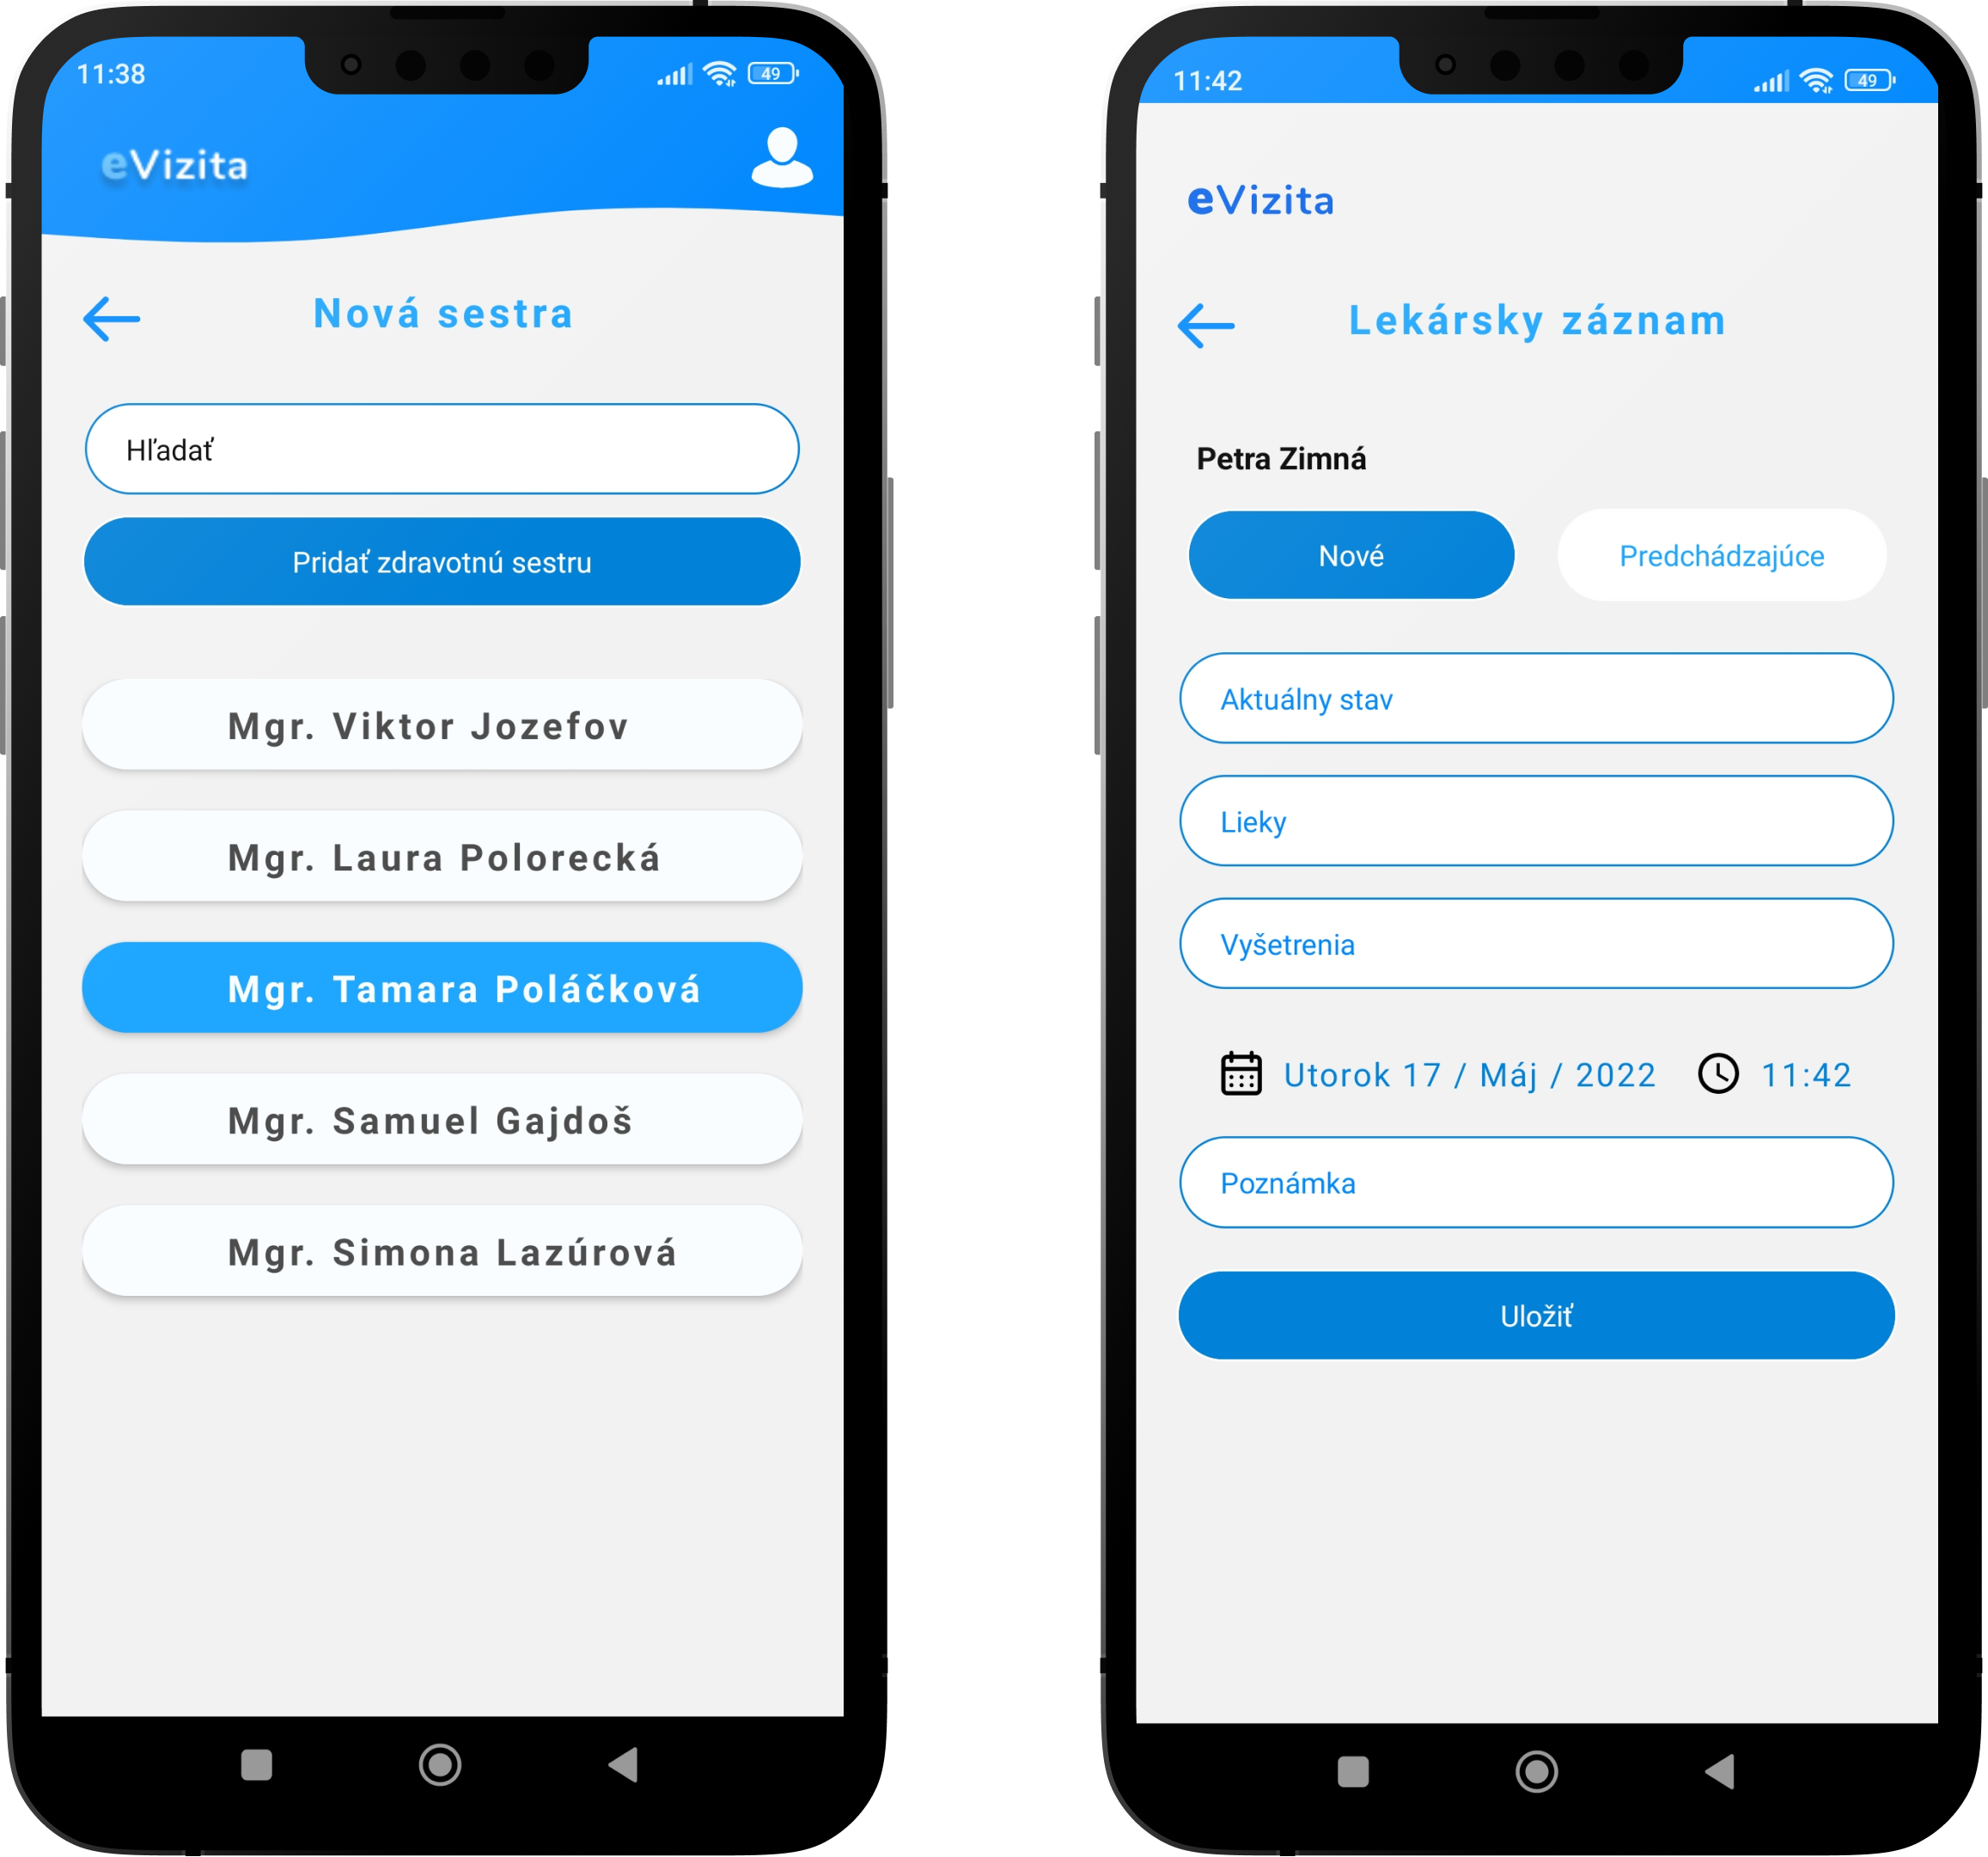 11:38
49
eVizita
Nová sestra
Hľadať
Pridať zdravotnú sestru
Mgr. Viktor Jozefov
Mgr. Laura Polorecká
Mgr. Tamara Poláčková
Mgr. Samuel Gajdoš
Mgr. Simona Lazúrová
11:42
49
eVizita
Lekársky záznam
Petra Zimná
Nové
Predchádzajúce
Aktuálny stav
Lieky
Vyšetrenia
Utorok 17 / Máj / 2022
11:42
Poznámka
Uložiť